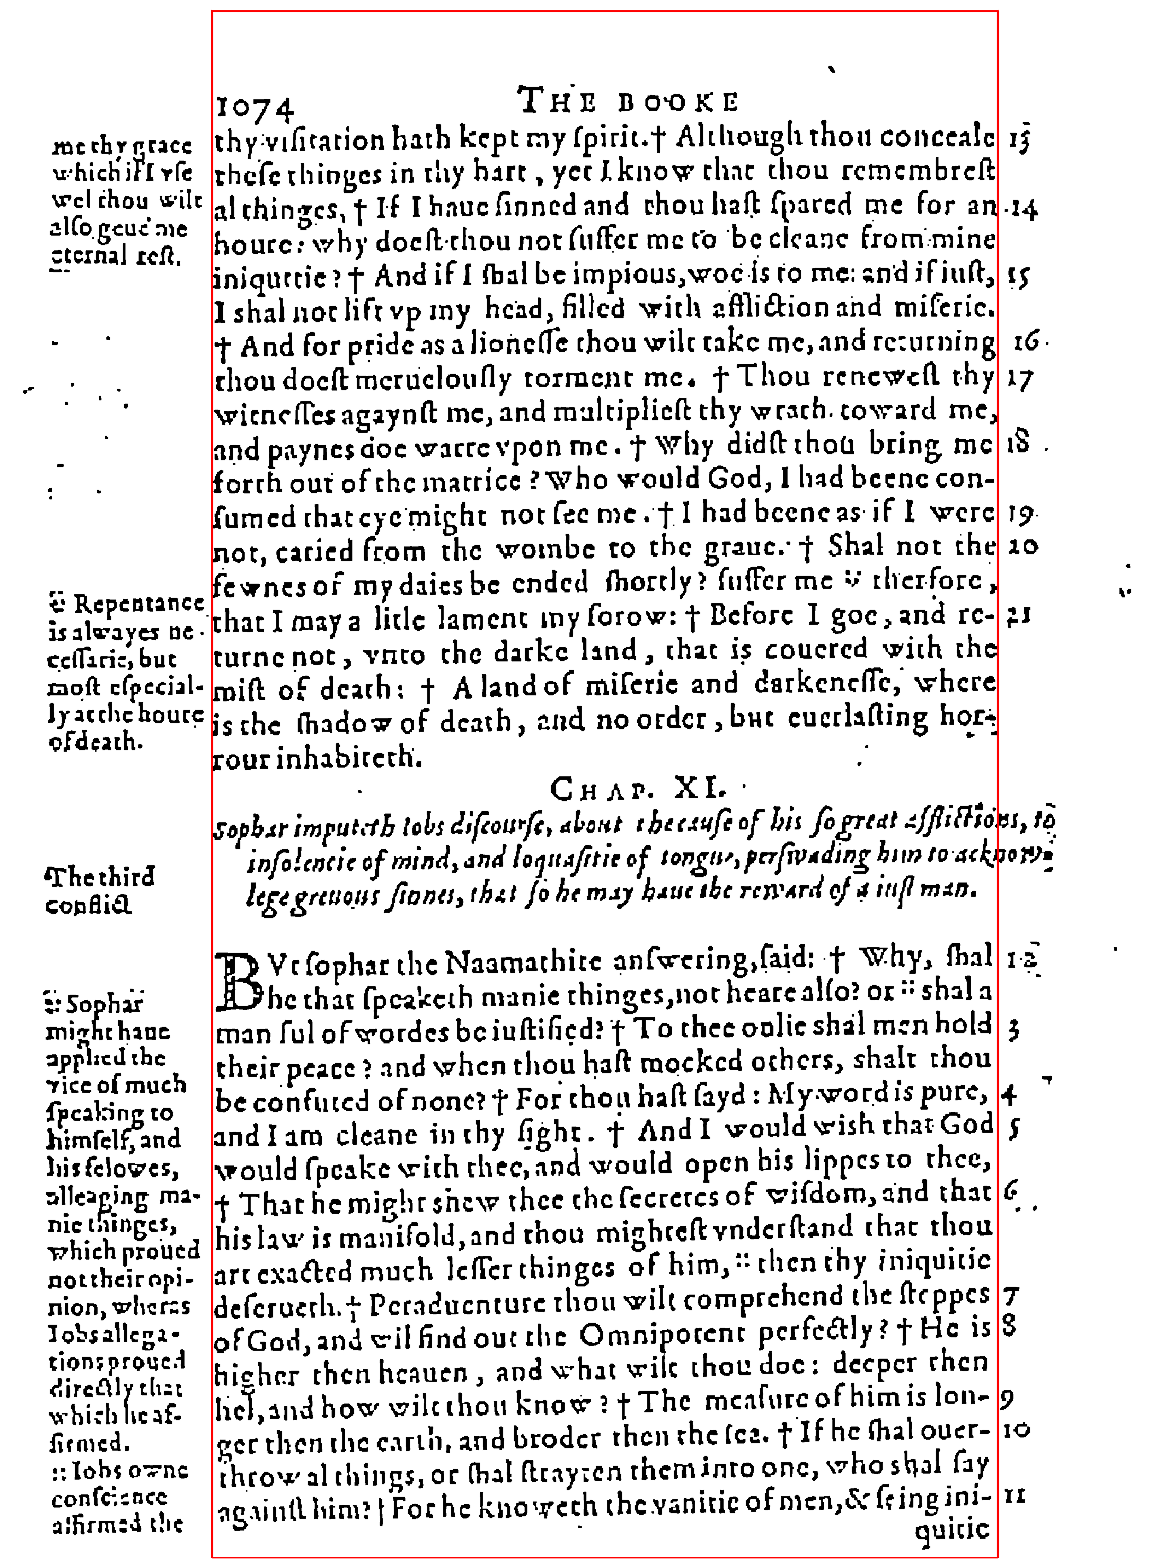 1074 THE BOOKE
thy viſitation hath kept my ſpirit. † Although thou conceale 13
theſe thinges in thy hart, yet I know that thou remembreſt
al thinges, † If I haue ſinned and thou haſt ſpared me for an 14
houre: why doeſt thou not ſuffer me to be cleane from mine
iniquitie? † And if I ſhal be impious, woe is to me: and if iuſt, 15
I shal not lift vp my head, filled with affliction and miſerie.
† And for pride as a lioneſſe thou wilt take me, and returning 16
thou doeſt meruelouſly torment me. † Thou reneweſt thy 17
witneſſes agaynſt me, and multiplieſt thy wrath toward me,
and paynes doe warre vpon me. † Why didſt thou bring me 18
forth out of the matrice? Who would God, I had beene con-
ſumed that eye might not ſee me. † I had beene as if I were 19
not, caried from the wombe to the graue. † Shal not the 20
fewnes of my daies be ended ſhortly? ſuffer me :: therfore,
that I may a litle lament my ſorow: † Before I goe, and re- 21
turne not, vnto the darke land, that is couered with the
miſt of death: † A land of miſerie and darkeneſſe, where
is the ſhadow of death, and no order, but euerlaſting hor-
rour inhabiteth.
me thy grace
which if I vſe
wel thou wilt
alſo geue me
eternal reſt.
:: Repentance
is alwayes ne-
ceſſarie, but
moſt eſpecial-
ly at the houre
of death.
CHAP. XI.
Sophar imputeth Iobs diſcourſe, about the cauſe of his ſo great afflictions, to
inſolencie of mind, and loquaſitie of tongue, perſwading him to acknow-
lege greuous ſinnes, that ſo he may haue the reward of a iuſt man.
The third
conflict
BVt ſophar the Naamathite anſwering, ſaid: † Why, ſhal 1 2
he that ſpeaketh manie thinges, not heare alſo? or :: shal a
man ful of wordes be iuſtified? † To thee onlie shal men hold 3
their peace? and when thou haſt mocked others, shalt thou
be confuted of none? † For thou haſt ſayd: My word is pure, 4
and I am cleane in thy ſight. † And I would wish that God 5
would ſpeake with thee, and would open his lippes to thee,
† That he might shew thee the ſecretes of wiſdom, and that 6
his law is manifold, and thou mighteſt vnderſtand that thou
art exacted much leſſer thinges of him, :: then thy iniquitie
deſerueth. † Peraduenture thou wilt comprehend the ſteppes 7
of God, and wil find out the Omnipotent perfectly? † He is 8
higher then heauen, and what wilt thou doe: deeper then
hel, and how wilt thou know? † The meaſure of him is lon- 9
ger then the earth, and broder then the ſea. † If he ſhal ouer- 10
throw al things, or ſhal ſtrayten them into one, who shal ſay
againſt him? † For he knoweth the vanitie of men, & ſeing ini- 11
quitie
:: Sophar
might haue
applied the
vice of much
ſpeaking to
himſelf, and
his felowes,
alleaging ma-
nie thinges,
which proued
not their opi-
nion, wheras
Iobs allega-
tions proued
directly that
which he af-
firmed.
:: Iobs owne
conſcience
affirmed the